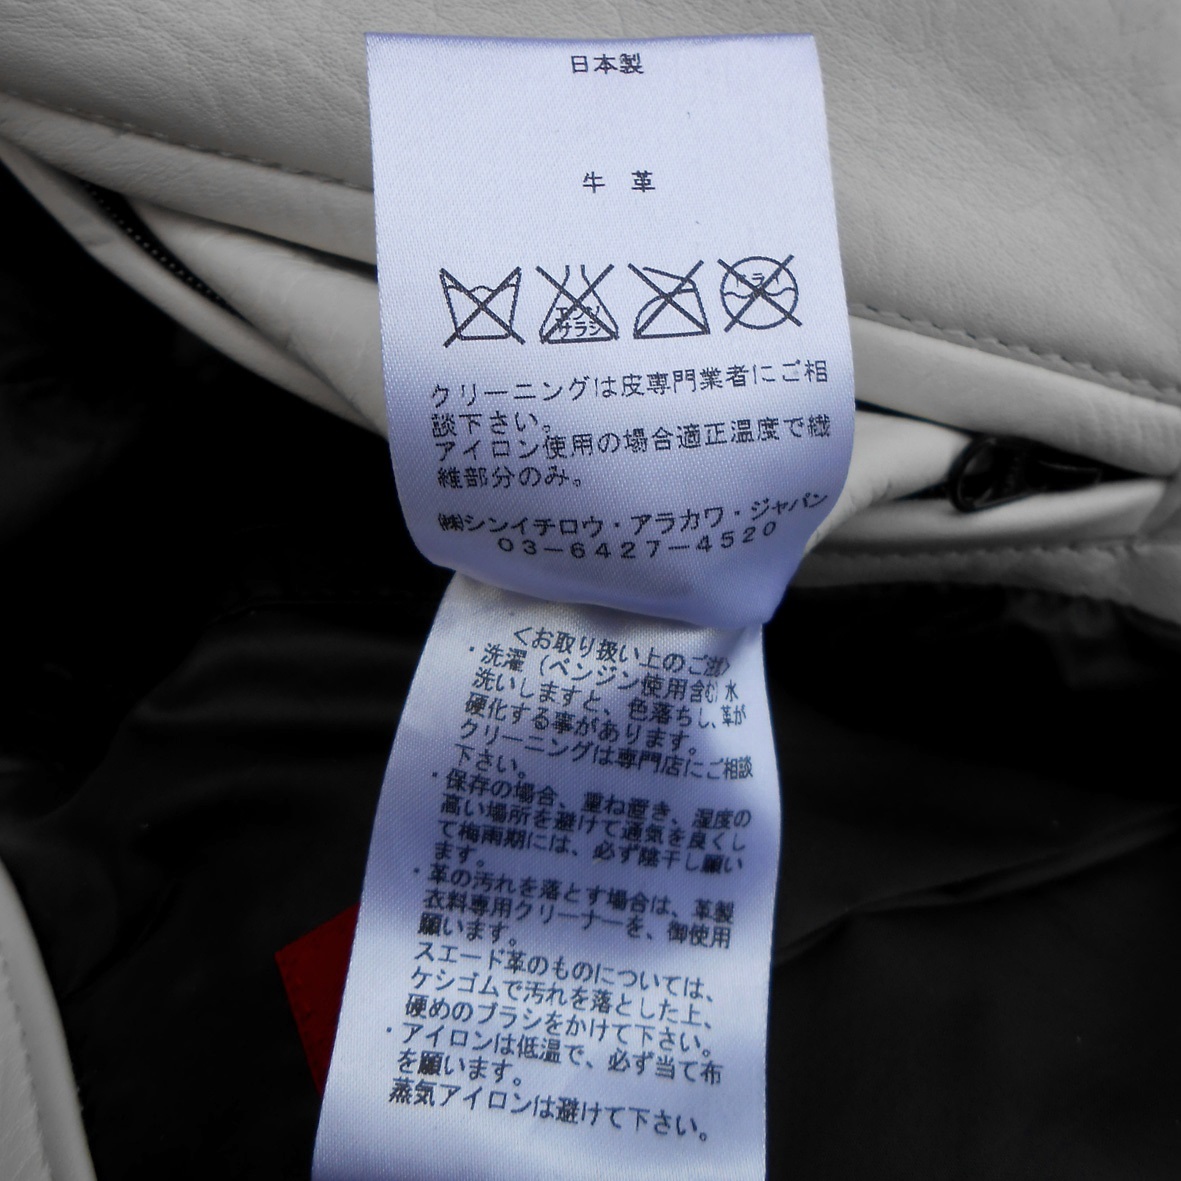 日本製
牛 革
エンソ
サラシ
ドライ
クリーニングは皮専門業者にご相
談下さい。
アイロン使用の場合適正温度で繊
維部分のみ。
㈱シンイチロウ・アラカワ・ジャパン
03-6427-4520
〈お取り扱い上のご注
・洗濯（ベンジン使用含む）水
洗いしますと、色落ちし、革が
硬化する事があります。
クリーニングは専門店にご相談
下さい。
・保存の場合、重ね置き、湿度の
高い場所を避けて通気を良くし
て梅雨期には、必ず陰干し願い
ます。
・革の汚れを落とす場合は、革製
衣料専用クリーナーを、御使用
願います。
スエード革のものについては、
ケシゴムで汚れを落とした上、
硬めのブラシをかけて下さい。
・アイロンは低温で、必ず当て布
を願います。
蒸気アイロンは避けて下さい。